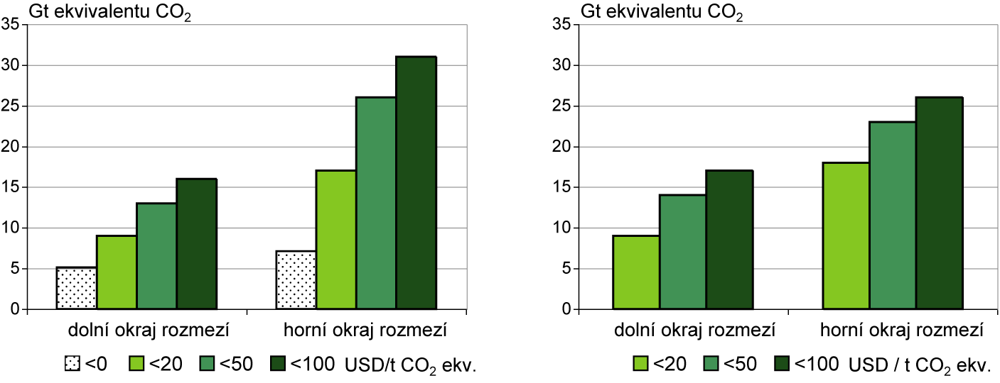 Gt ekvivalentu CO₂
35
30
25
20
15
10
5
0
dolní okraj rozmezí horní okraj rozmezí
<0 <20 <50 <100 USD/t CO₂ ekv.
Gt ekvivalentu CO₂
35
30
25
20
15
10
5
0
dolní okraj rozmezí horní okraj rozmezí
<20 <50 <100 USD / t CO₂ ekv.